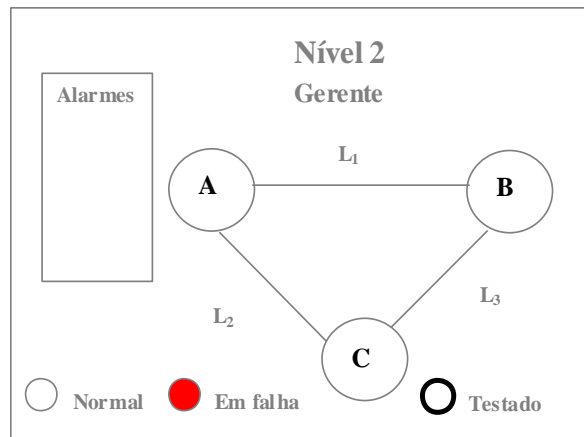 Nível 2
Gerente
Alarmes
L₁
A
B
L₂
L₃
C
Normal
Em falha
Testado